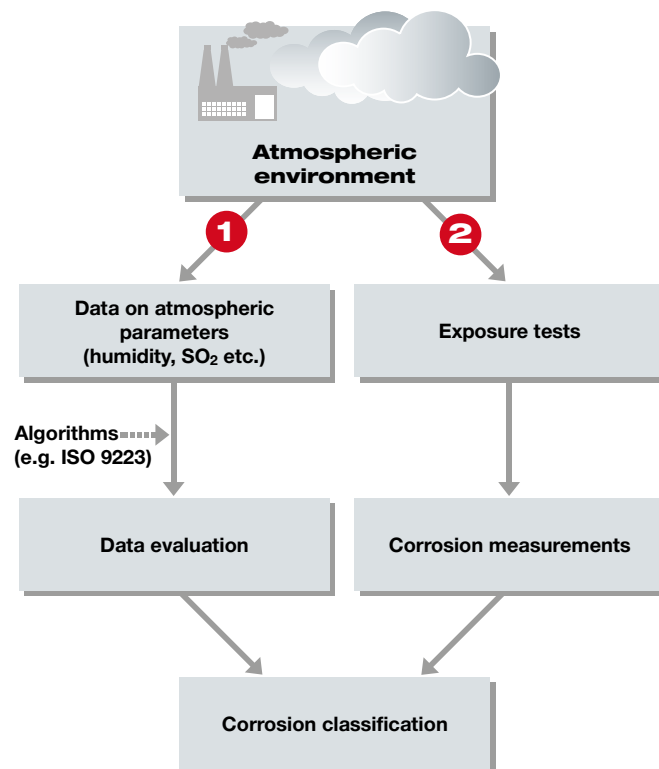 Atmospheric
environment
1
2
Data on atmospheric
parameters
(humidity, SO₂ etc.)
Exposure tests
Algorithms
(e.g. ISO 9223)
Data evaluation
Corrosion measurements
Corrosion classification